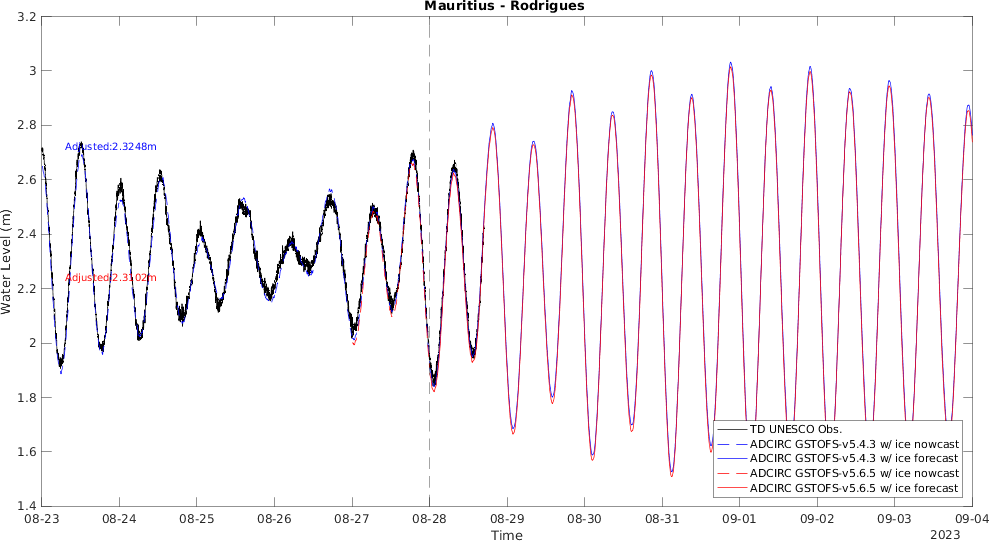 Mauritius - Rodrigues
3.2
3
2.8
2.6
2.4
2.2
2
1.8
1.6
1.4
Water Level (m)
Adjusted:2.3248m
Adjusted:2.3102m
TD UNESCO Obs.
ADCIRC GSTOFS-v5.4.3 w/ ice nowcast
ADCIRC GSTOFS-v5.4.3 w/ ice forecast
ADCIRC GSTOFS-v5.6.5 w/ ice nowcast
ADCIRC GSTOFS-v5.6.5 w/ ice forecast
08-23 08-24 08-25 08-26 08-27 08-28 08-29 08-30 08-31 09-01 09-02 09-03 09-04
Time
2023